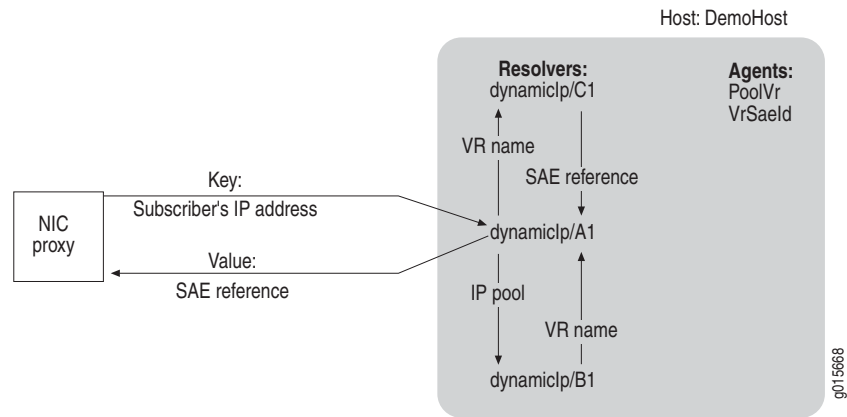 Host: DemoHost
Resolvers:
dynamicIp/C1
Agents:
PoolVr
VrSaeId
VR name
SAE reference
Key:
Subscriber's IP address
NIC
proxy
dynamicIp/A1
Value:
SAE reference
IP pool
VR name
dynamicIp/B1
g015668